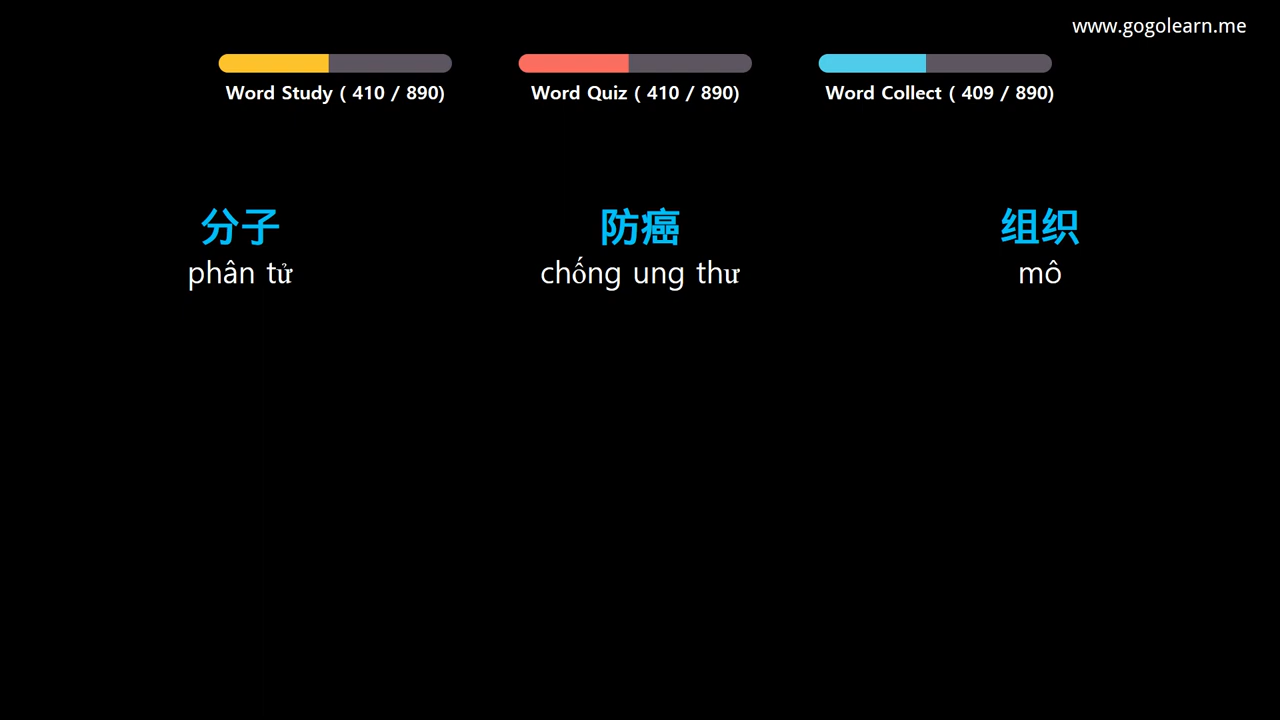 www.gogolearn.me
Word Study ( 410 / 890)
Word Quiz ( 410 / 890)
Word Collect ( 409 / 890)
分子
phân tử
防癌
chống ung thư
组织
mô